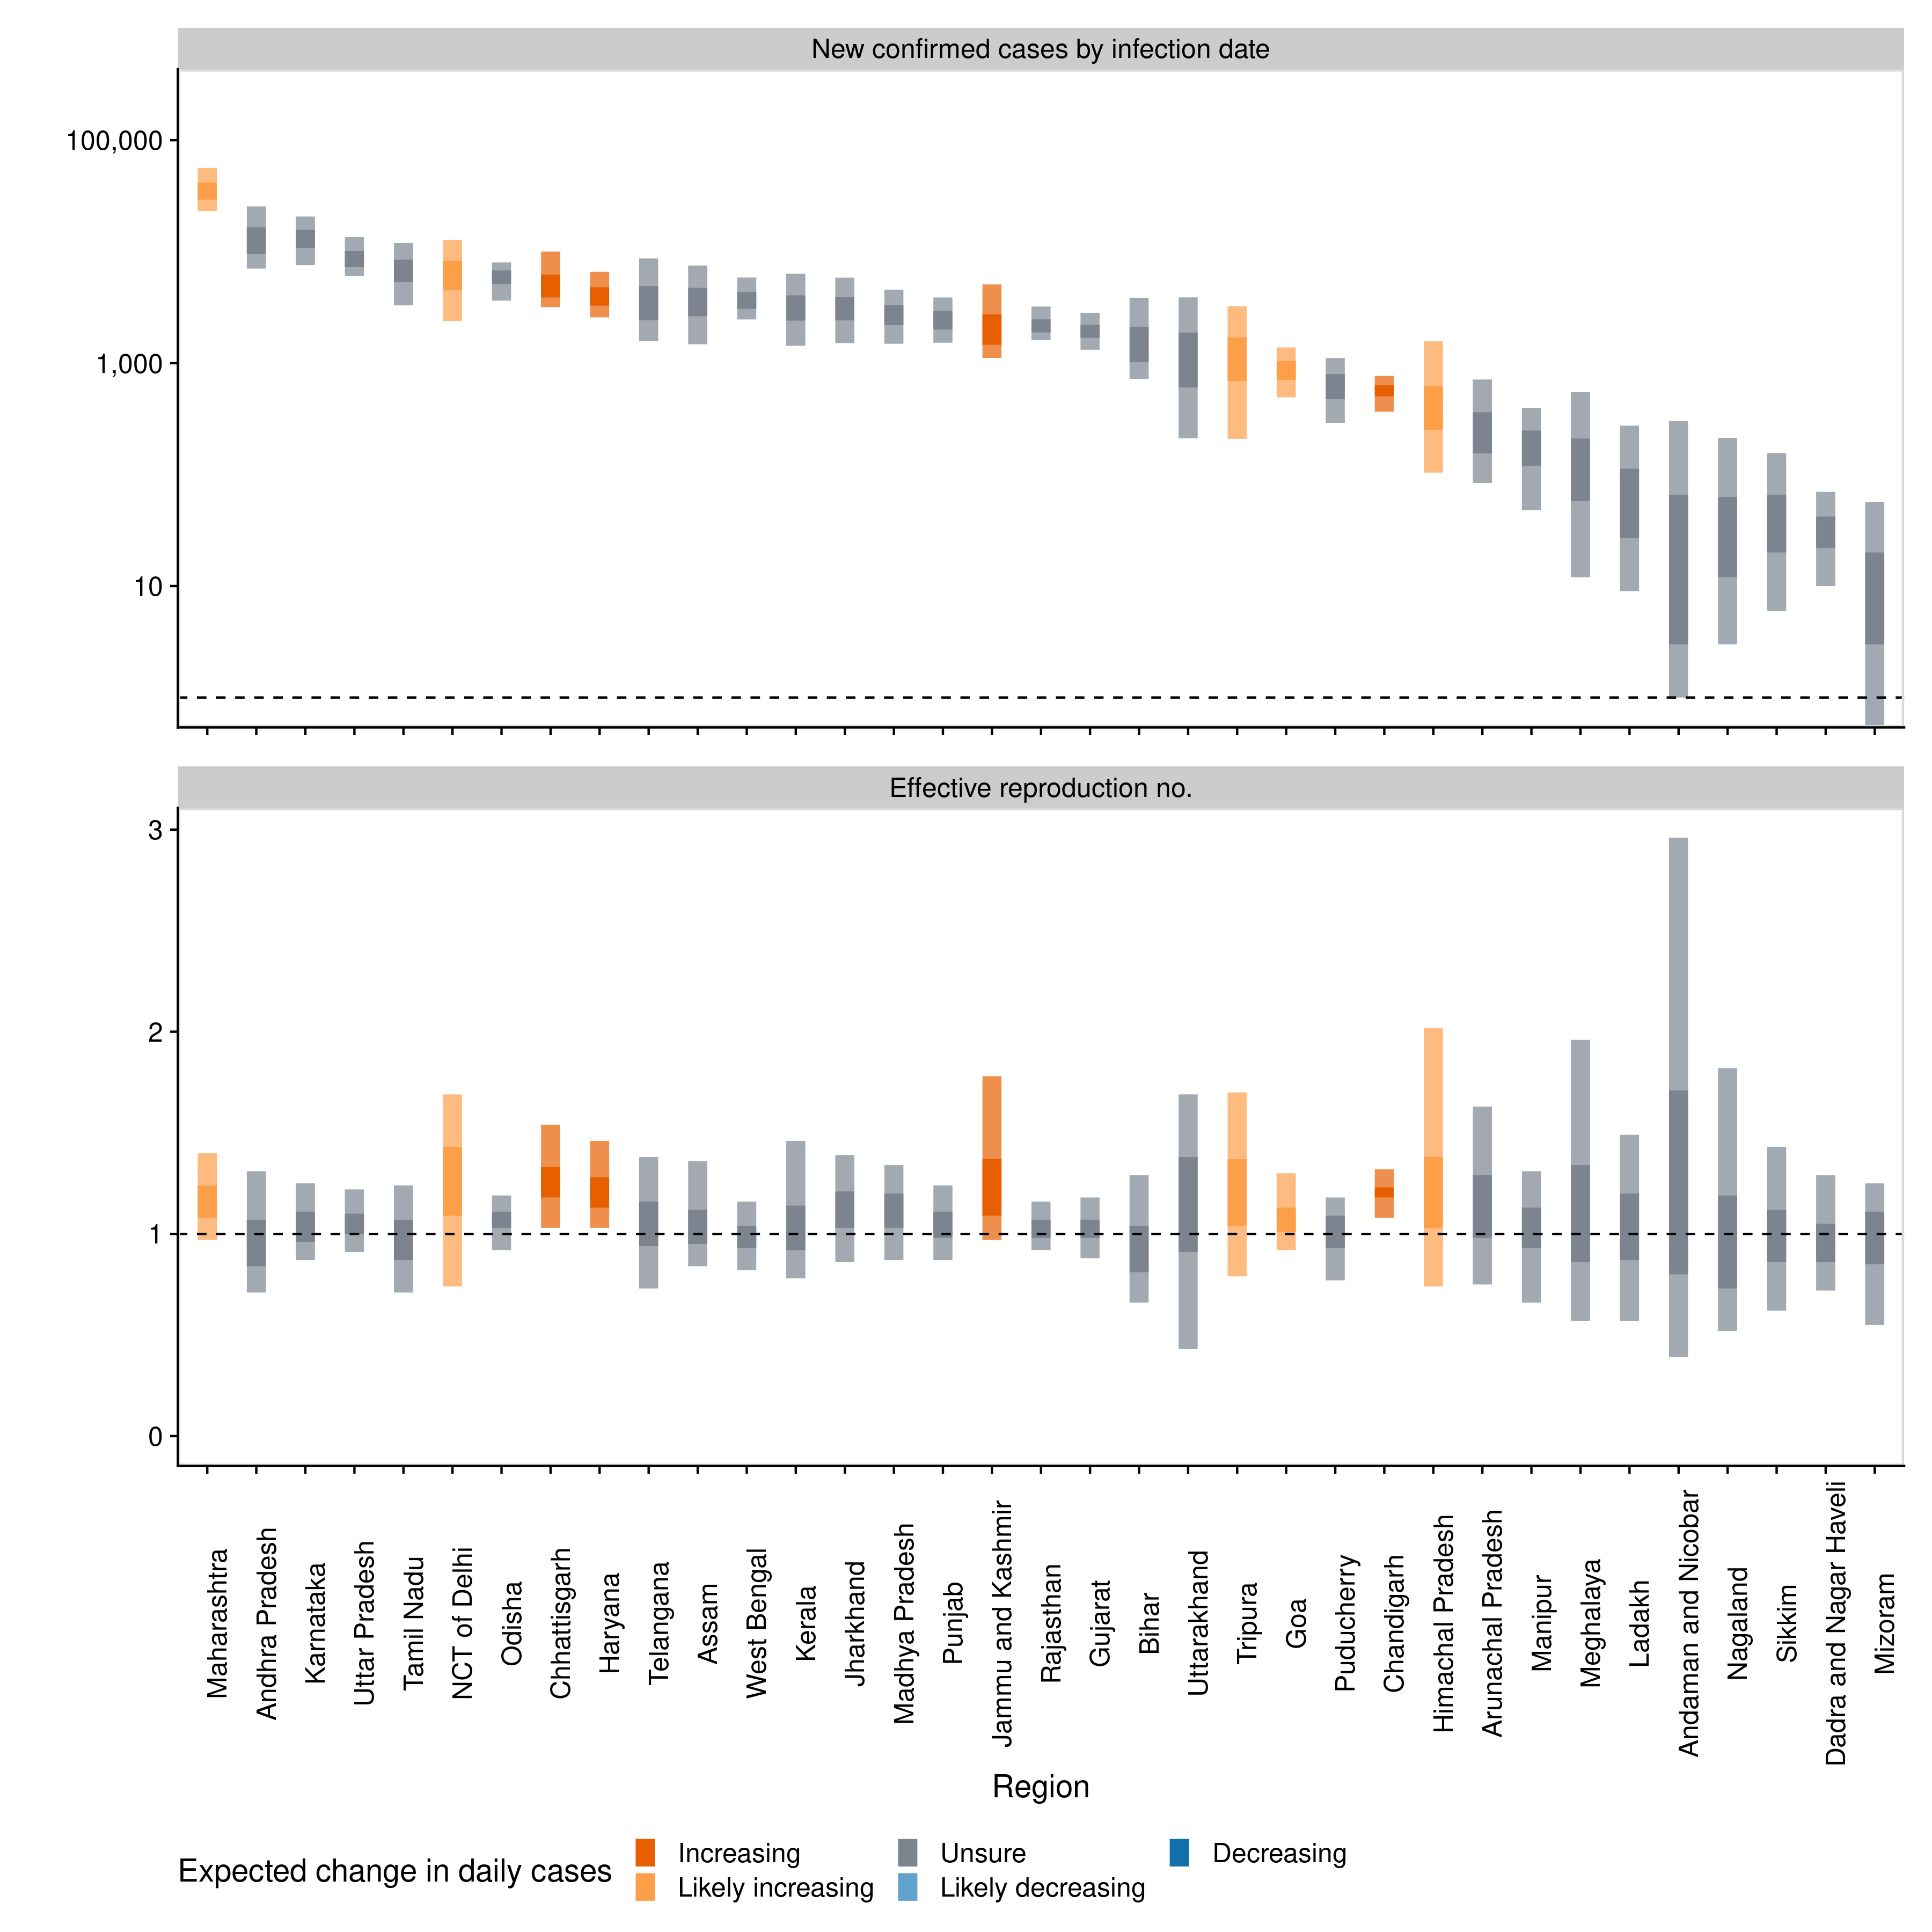 New confirmed cases by infection date
100,000
1,000
10
Effective reproduction no.
3
2
1
0
Maharashtra
Andhra Pradesh
Karnataka
Uttar Pradesh
Tamil Nadu
NCT of Delhi
Odisha
Chhattisgarh
Haryana
Telangana
Assam
West Bengal
Kerala
Jharkhand
Madhya Pradesh
Punjab
Jammu and Kashmir
Rajasthan
Gujarat
Bihar
Uttarakhand
Tripura
Goa
Puducherry
Chandigarh
Himachal Pradesh
Arunachal Pradesh
Manipur
Meghalaya
Ladakh
Andaman and Nicobar
Nagaland
Sikkim
Dadra and Nagar Haveli
Mizoram
Region
Expected change in daily cases
Increasing
Likely increasing
Unsure
Likely decreasing
Decreasing